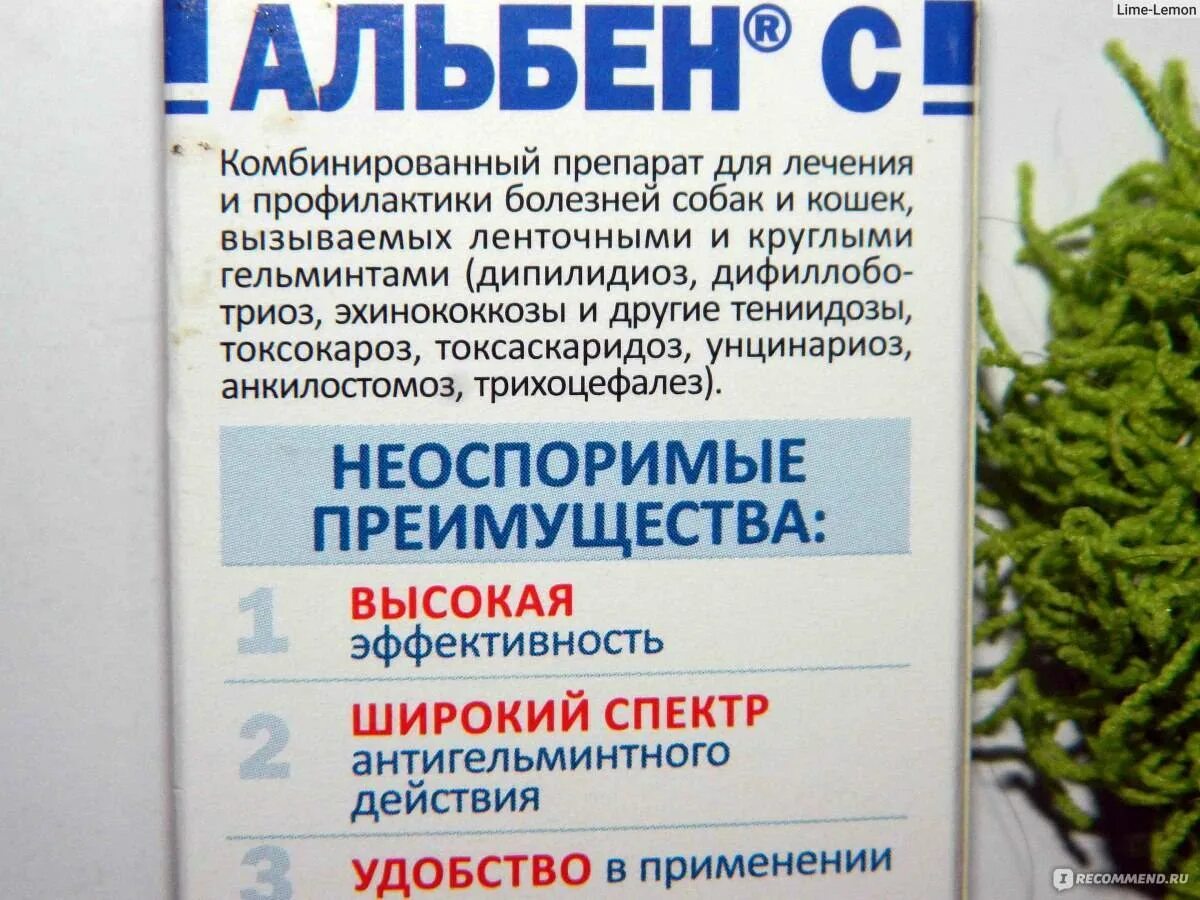 Lime-Lemon
АЛЬБЕН® С
Комбинированный препарат для лечения
и профилактики болезней собак и кошек,
вызываемых ленточными и круглыми
гельминтами (дипилидиоз, дифиллобо-
триоз, эхинококкозы и другие тениидозы,
токсокароз, токсаскаридоз, унцинариоз,
анкилостомоз, трихоцефалез).
НЕОСПОРИМЫЕ
ПРЕИМУЩЕСТВА:
1 ВЫСОКАЯ
эффективность
2 ШИРОКИЙ СПЕКТР
антигельминтного
действия
3 УДОБСТВО в применении
IRECOMMEND.RU